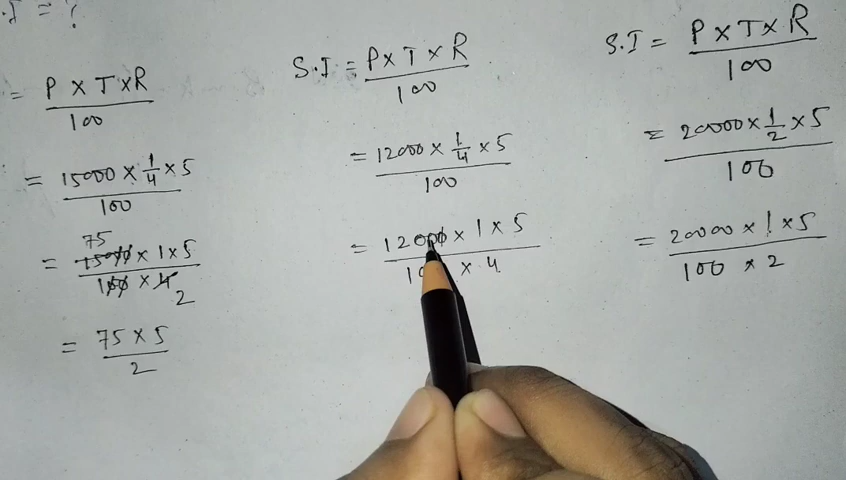 .I = ?
= P × T × R / 100
= 15000 × 1/4 × 5 / 100
75
= 15000 × 1 × 5 / 100 × 4
2
= 75 × 5 / 2
S.I = P × T × R / 100
= 12000 × 1/4 × 5 / 100
= 12000 × 1 × 5 / 100 × 4
S.I = P × T × R / 100
= 20000 × 1/2 × 5 / 100
= 20000 × 1 × 5 / 100 × 2